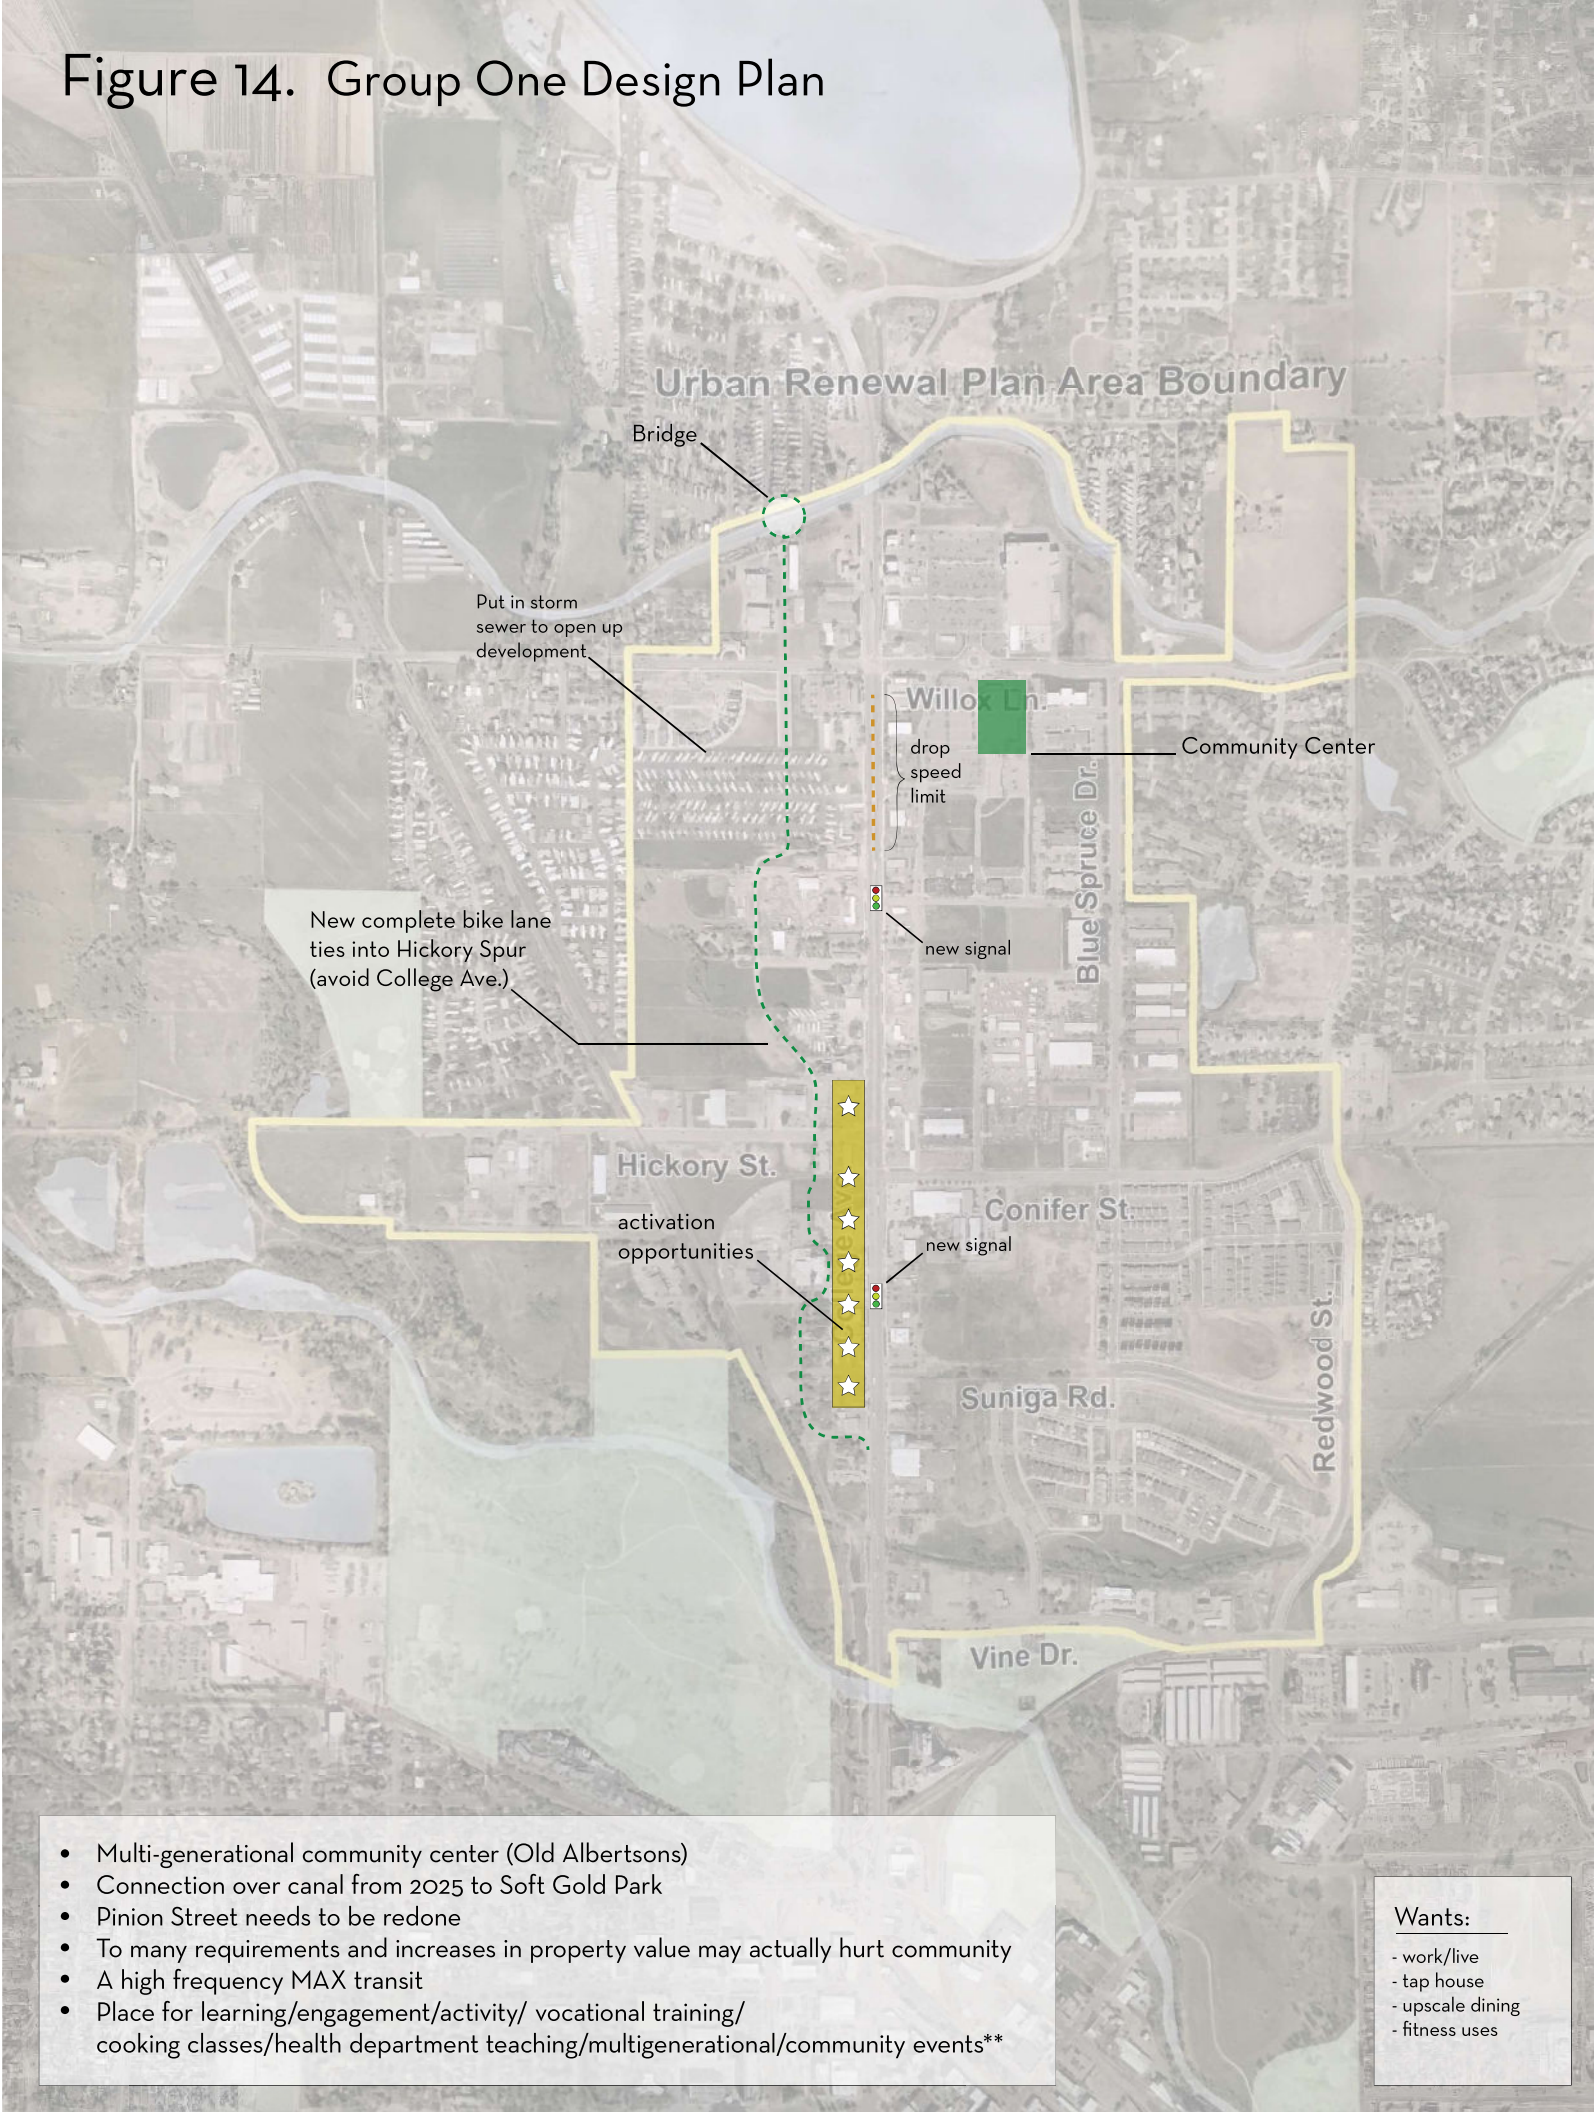 Figure 14. Group One Design Plan
Urban Renewal Plan Area Boundary
Bridge
Put in storm
sewer to open up
development
Willox Ln.
drop
speed
limit
Community Center
Blue Spruce Dr.
New complete bike lane
ties into Hickory Spur
(avoid College Ave.)
new signal
Hickory St.
Conifer St.
activation
opportunities
new signal
College Ave.
Suniga Rd.
Redwood St.
Vine Dr.
• Multi-generational community center (Old Albertsons)
• Connection over canal from 2025 to Soft Gold Park
• Pinion Street needs to be redone
• To many requirements and increases in property value may actually hurt community
• A high frequency MAX transit
• Place for learning/engagement/activity/ vocational training/
cooking classes/health department teaching/multigenerational/community events**
Wants:
- work/live
- tap house
- upscale dining
- fitness uses